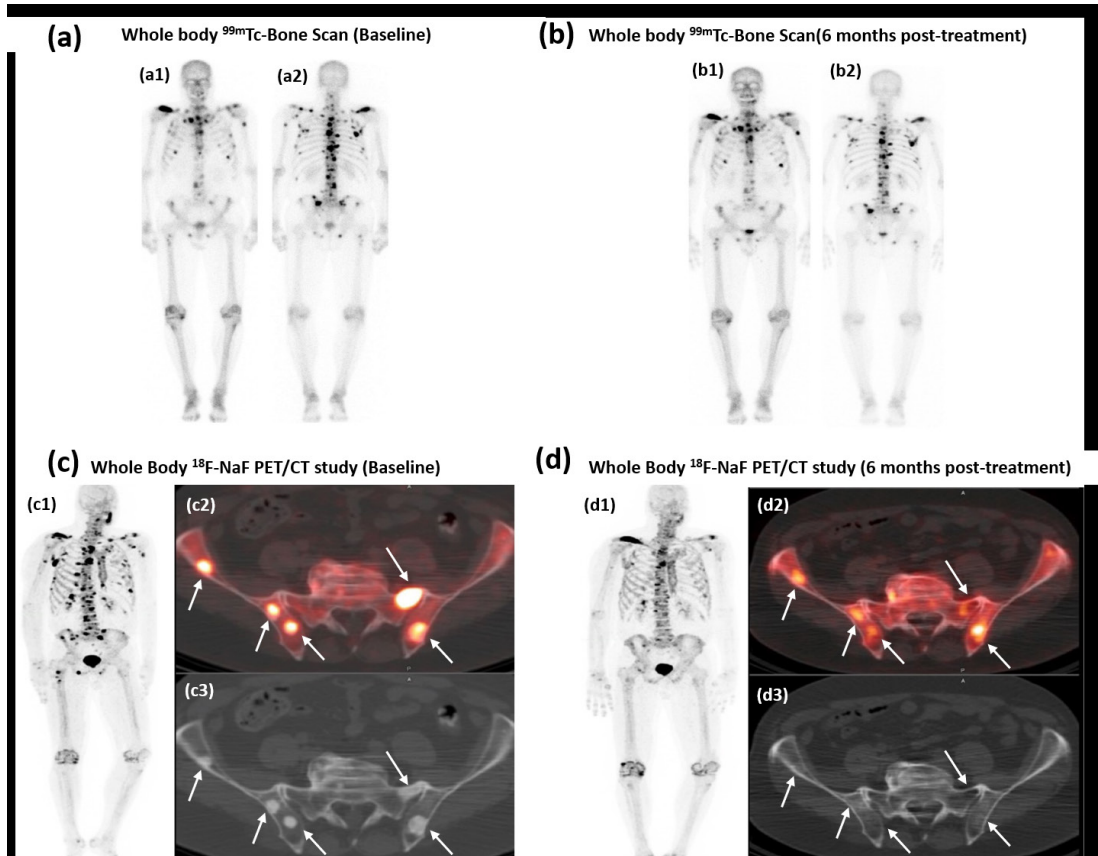 (a) Whole body ⁹⁹ᵐTc-Bone Scan (Baseline)
(b) Whole body ⁹⁹ᵐTc-Bone Scan(6 months post-treatment)
(a1) (a2)
(b1) (b2)
(c) Whole Body ¹⁸F-NaF PET/CT study (Baseline)
(d) Whole Body ¹⁸F-NaF PET/CT study (6 months post-treatment)
(c1) (c2) A
P
(c3)
(d1) (d2) A
P
(d3)